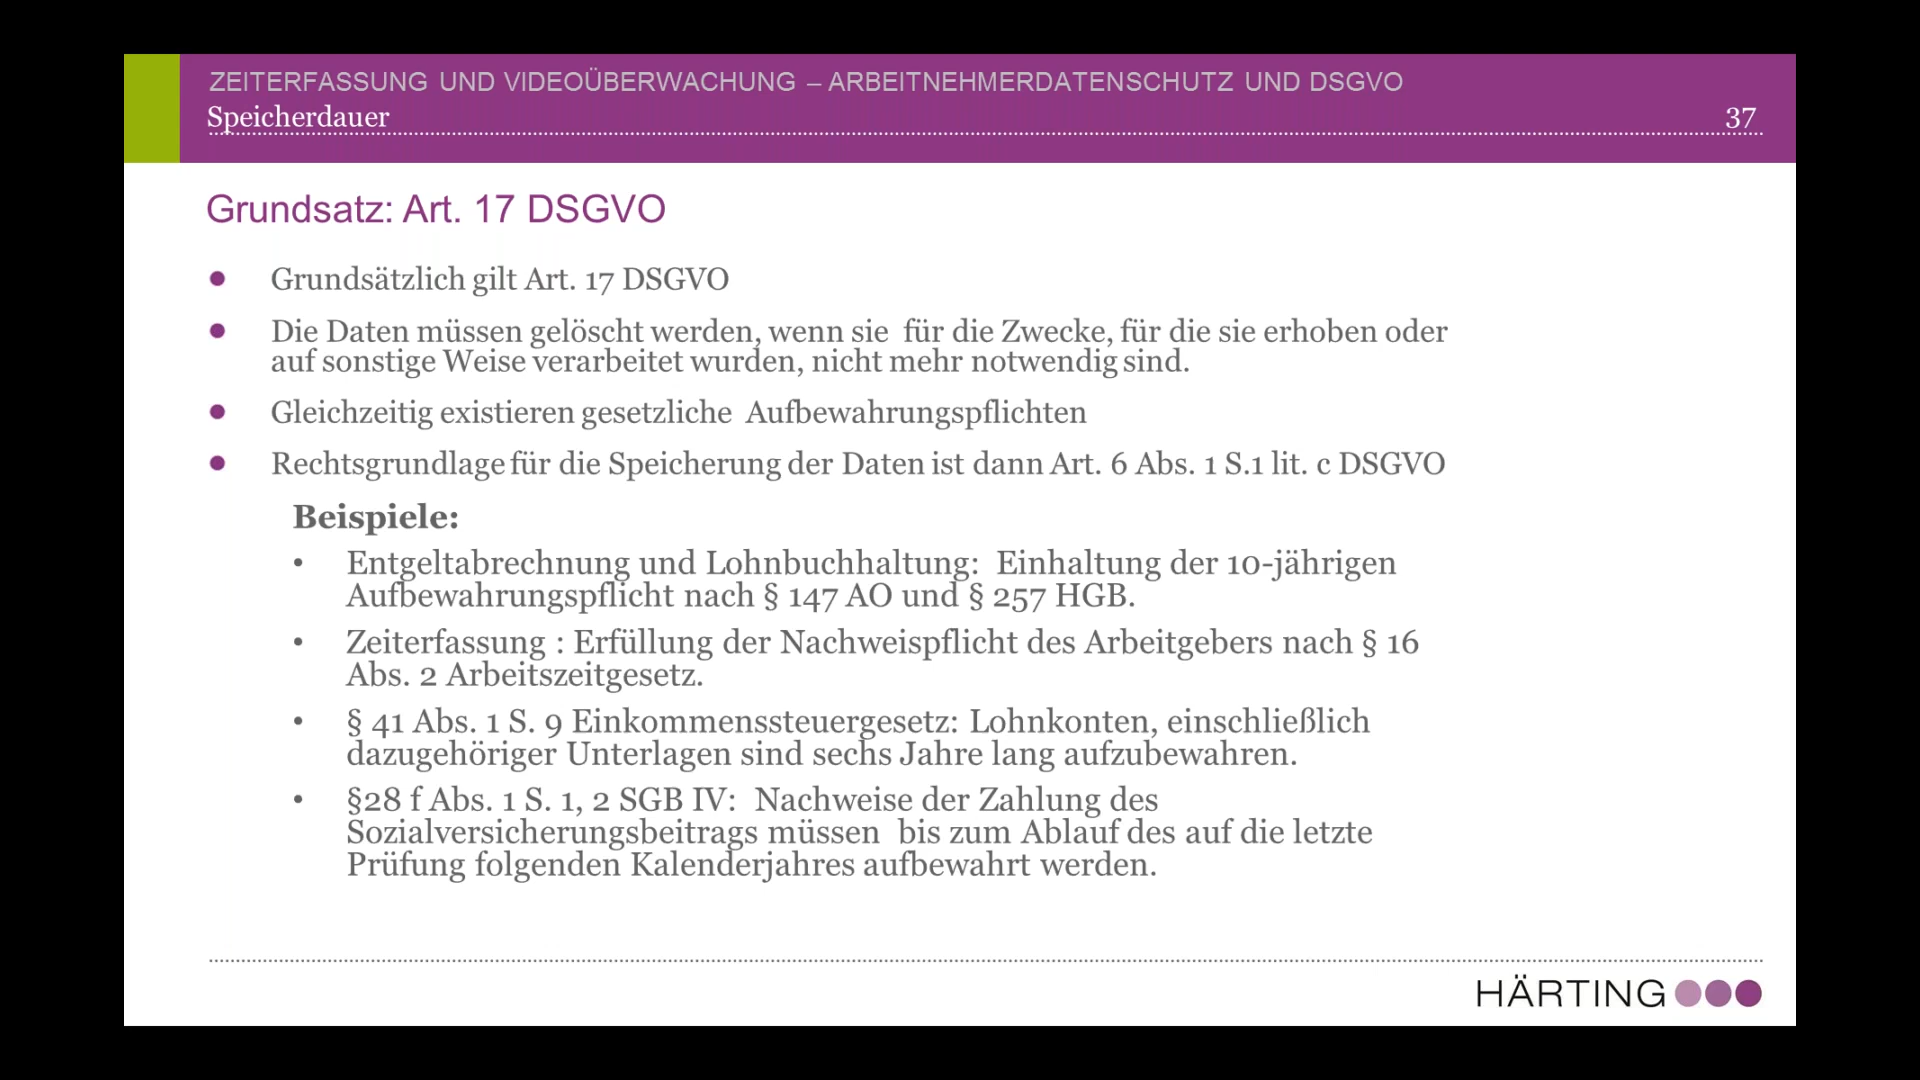 ZEITERFASSUNG UND VIDEOÜBERWACHUNG – ARBEITNEHMERDATENSCHUTZ UND DSGVO
Speicherdauer
37
Grundsatz: Art. 17 DSGVO
● Grundsätzlich gilt Art. 17 DSGVO
● Die Daten müssen gelöscht werden, wenn sie für die Zwecke, für die sie erhoben oder
auf sonstige Weise verarbeitet wurden, nicht mehr notwendig sind.
● Gleichzeitig existieren gesetzliche Aufbewahrungspflichten
● Rechtsgrundlage für die Speicherung der Daten ist dann Art. 6 Abs. 1 S.1 lit. c DSGVO
Beispiele:
• Entgeltabrechnung und Lohnbuchhaltung: Einhaltung der 10-jährigen
Aufbewahrungspflicht nach § 147 AO und § 257 HGB.
• Zeiterfassung : Erfüllung der Nachweispflicht des Arbeitgebers nach § 16
Abs. 2 Arbeitszeitgesetz.
• § 41 Abs. 1 S. 9 Einkommenssteuergesetz: Lohnkonten, einschließlich
dazugehöriger Unterlagen sind sechs Jahre lang aufzubewahren.
• §28 f Abs. 1 S. 1, 2 SGB IV: Nachweise der Zahlung des
Sozialversicherungsbeitrags müssen bis zum Ablauf des auf die letzte
Prüfung folgenden Kalenderjahres aufbewahrt werden.
HÄRTING